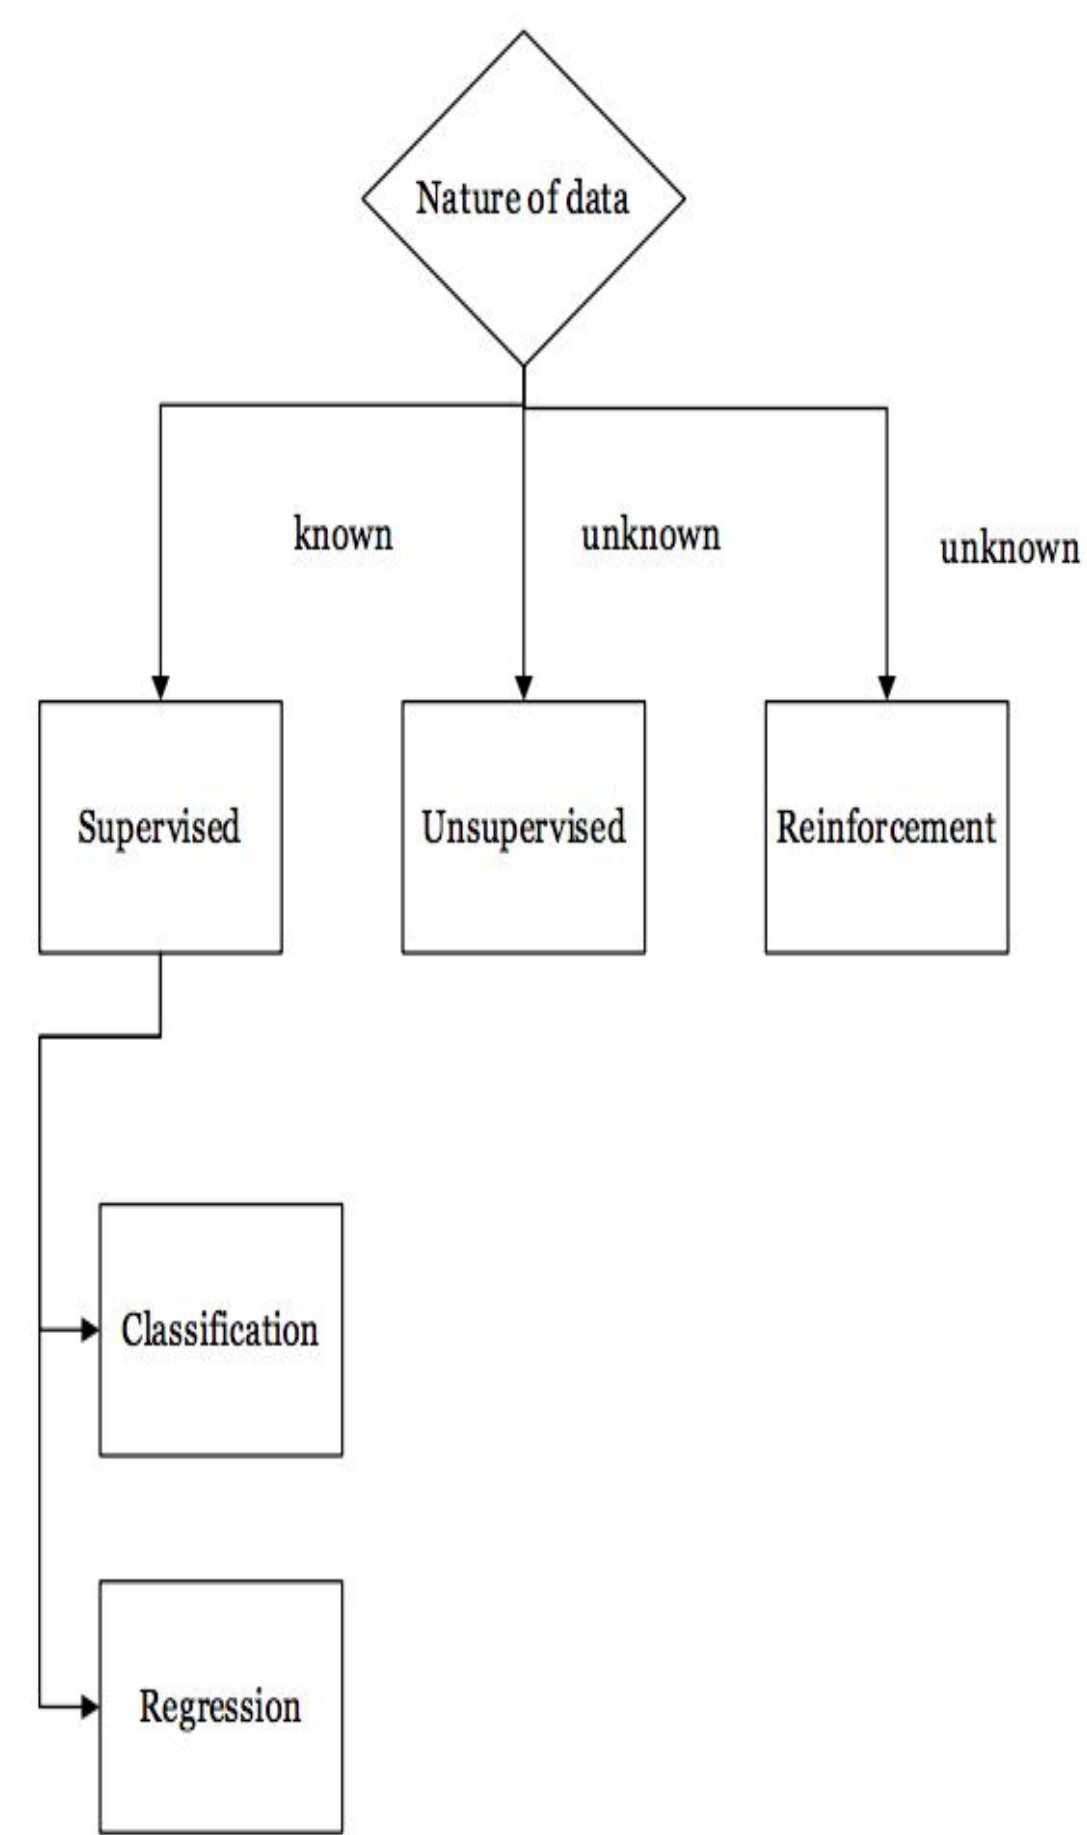 Nature of data
known
unknown
unknown
Supervised
Unsupervised
Reinforcement
Classification
Regression